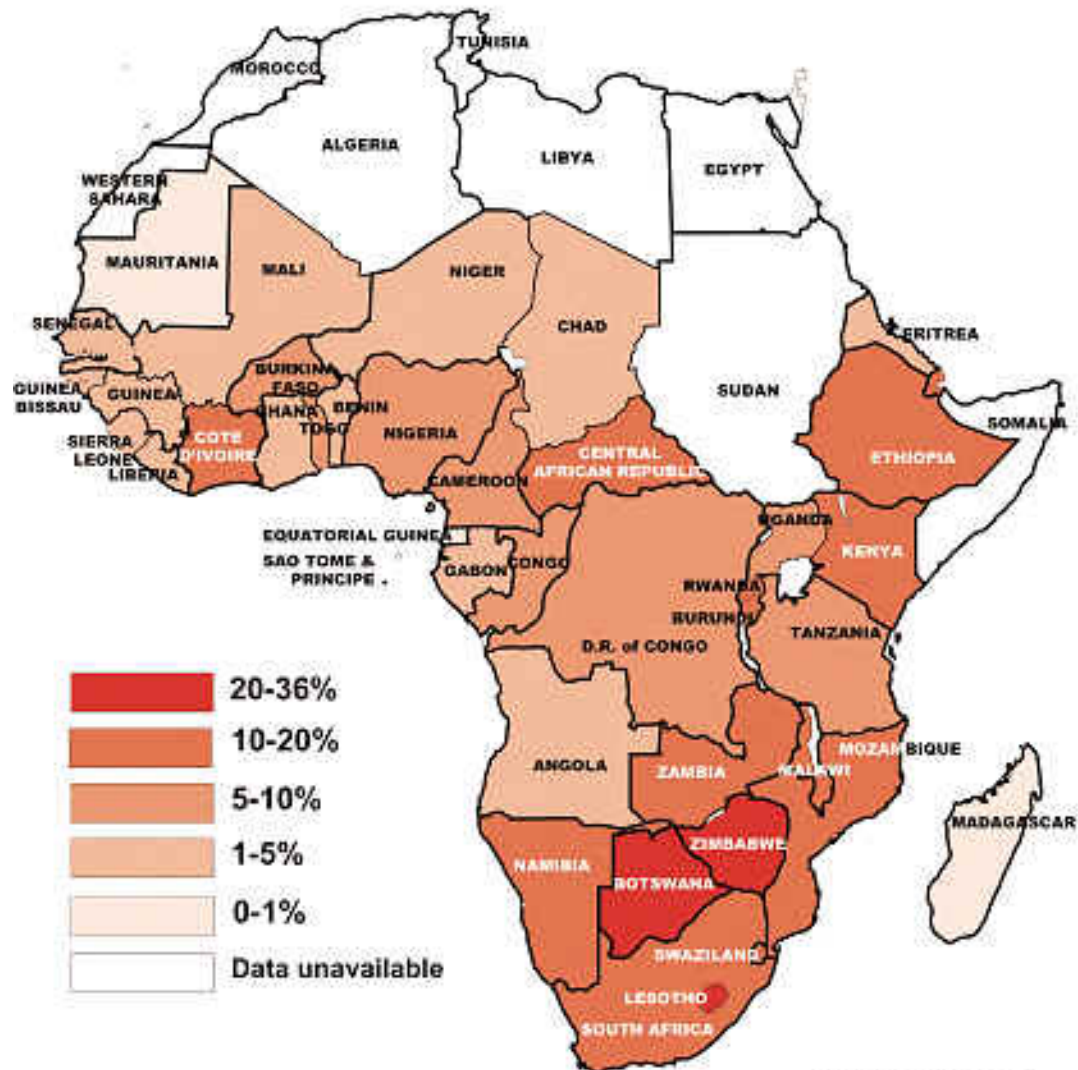 TUNISIA
MOROCCO
ALGERIA
LIBYA
EGYPT
WESTERN
SAHARA
MAURITANIA
MALI
NIGER
CHAD
SENEGAL
ERITREA
BURKINA
FASO
SUDAN
GUINEA
BISSAU
GUINEA
GHANA
BENIN
TOGO
NIGERIA
SOMALIA
COTE
D'IVOIRE
SIERRA
LEONE
LIBERIA
CENTRAL
AFRICAN REPUBLIC
ETHIOPIA
CAMEROON
UGANDA
KENYA
EQUATORIAL GUINEA
SAO TOME &
PRINCIPE
GABON
CONGO
RWANDA
BURUNDI
TANZANIA
D.R. of CONGO
20-36%
10-20%
5-10%
1-5%
0-1%
Data unavailable
ANGOLA
ZAMBIA
MALAWI
MOZAMBIQUE
MADAGASCAR
ZIMBABWE
NAMIBIA
BOTSWANA
SWAZILAND
LESOTHO
SOUTH AFRICA